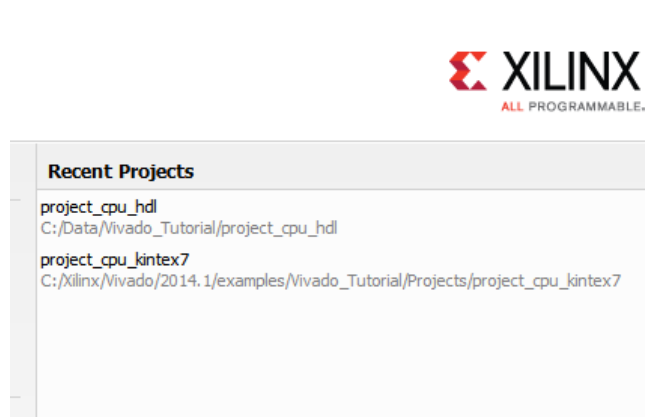 XILINX
ALL PROGRAMMABLE.
Recent Projects
project_cpu_hdl
C:/Data/Vivado_Tutorial/project_cpu_hdl
project_cpu_kintex7
C:/Xilinx/Vivado/2014.1/examples/Vivado_Tutorial/Projects/project_cpu_kintex7